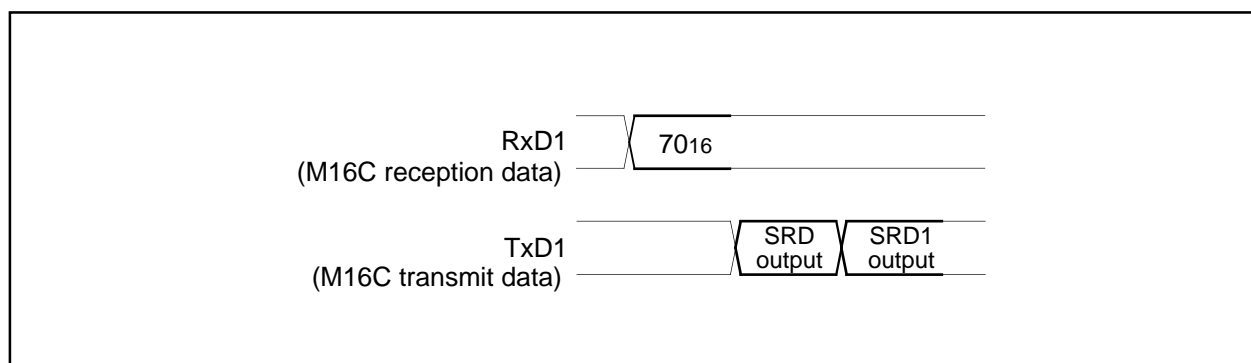 RxD1
(M16C reception data)
7016
TxD1
(M16C transmit data)
SRD
output
SRD1
output